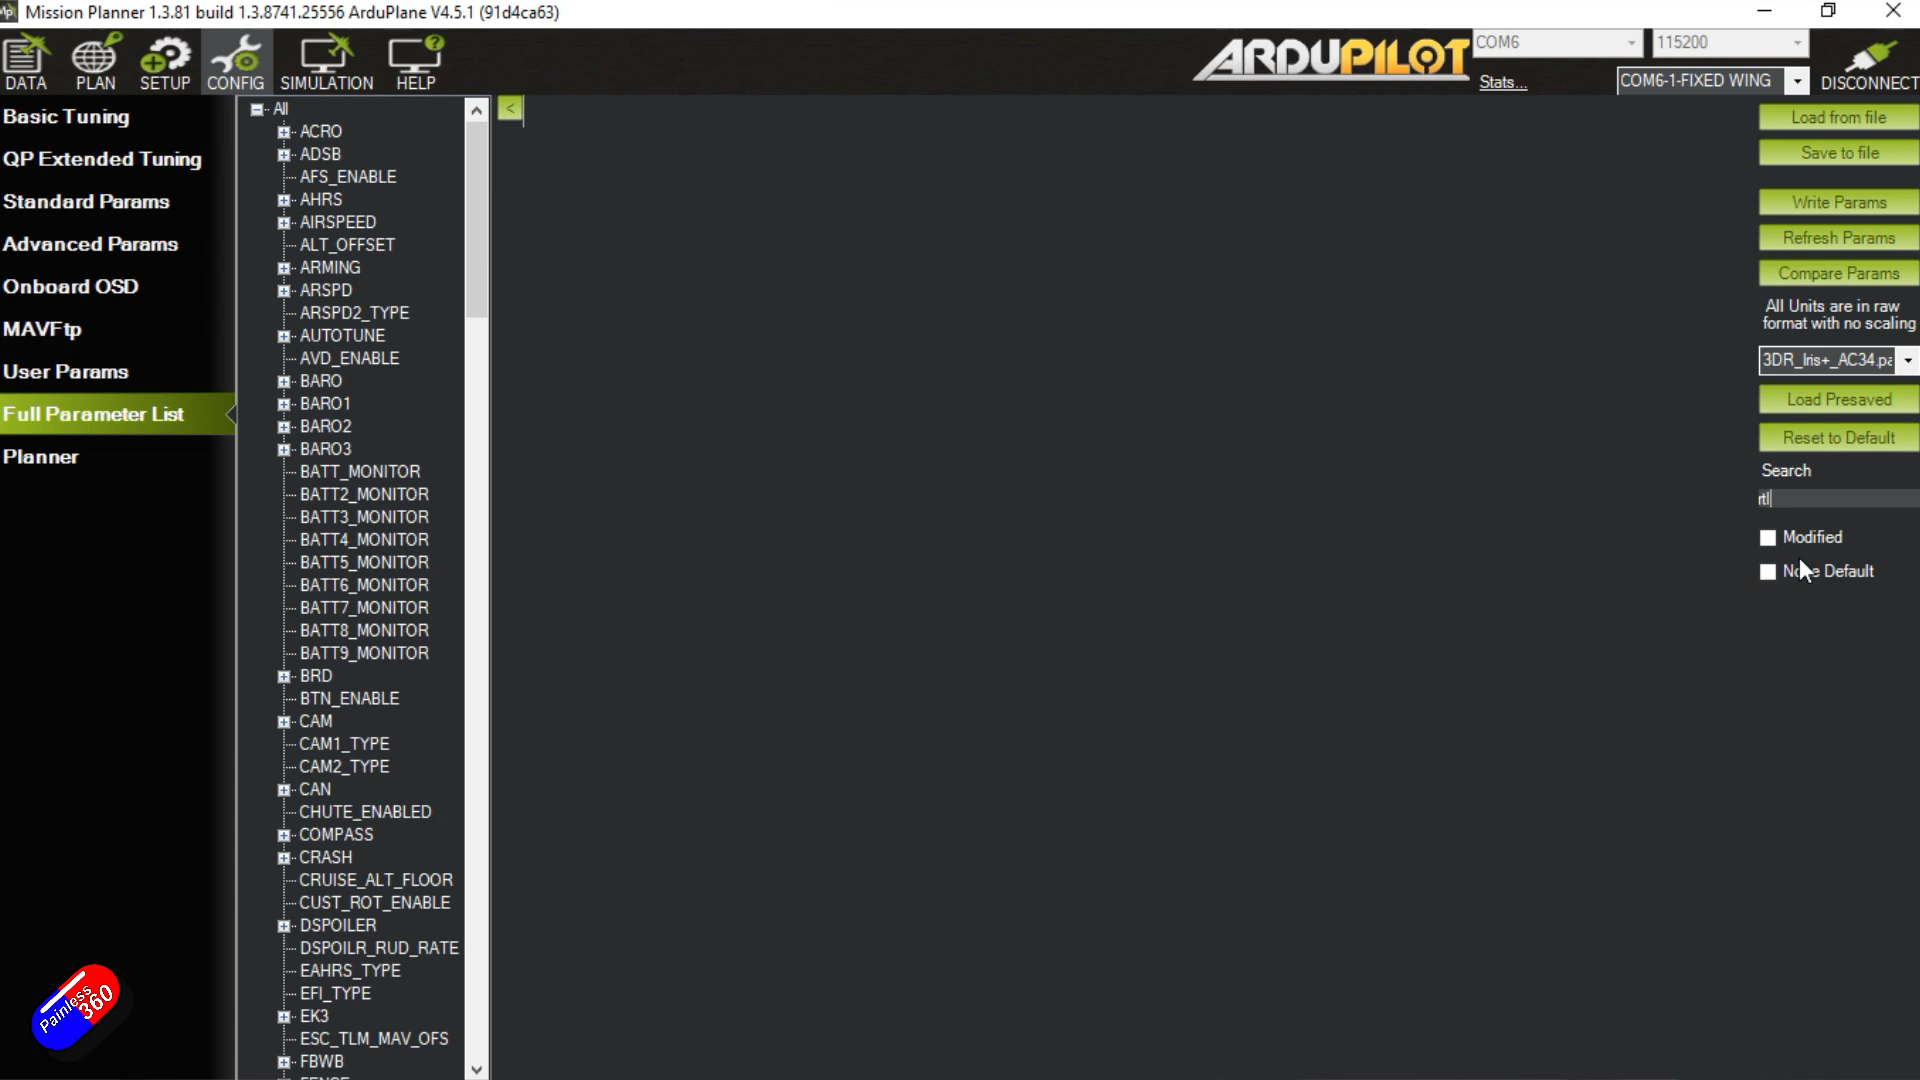 Mission Planner 1.3.81 build 1.3.8741.25556 ArduPlane V4.5.1 (91d4ca63)
DATA
PLAN
SETUP
CONFIG
SIMULATION
HELP
ARDUPILOT
COM6
115200
Stats...
COM6-1-FIXED WING
DISCONNECT
Basic Tuning
QP Extended Tuning
Standard Params
Advanced Params
Onboard OSD
MAVFtp
User Params
Full Parameter List
Planner
All
ACRO
ADSB
AFS_ENABLE
AHRS
AIRSPEED
ALT_OFFSET
ARMING
ARSPD
ARSPD2_TYPE
AUTOTUNE
AVD_ENABLE
BARO
BARO1
BARO2
BARO3
BATT_MONITOR
BATT2_MONITOR
BATT3_MONITOR
BATT4_MONITOR
BATT5_MONITOR
BATT6_MONITOR
BATT7_MONITOR
BATT8_MONITOR
BATT9_MONITOR
BRD
BTN_ENABLE
CAM
CAM1_TYPE
CAM2_TYPE
CAN
CHUTE_ENABLED
COMPASS
CRASH
CRUISE_ALT_FLOOR
CUST_ROT_ENABLE
DSPOILER
DSPOILR_RUD_RATE
EAHRS_TYPE
EFI_TYPE
EK3
ESC_TLM_MAV_OFS
FBWB
<
Load from file
Save to file
Write Params
Refresh Params
Compare Params
All Units are in raw
format with no scaling
3DR_Iris+_AC34.pa
Load Presaved
Reset to Default
Search
rtl
Modified
Default
Painless
360